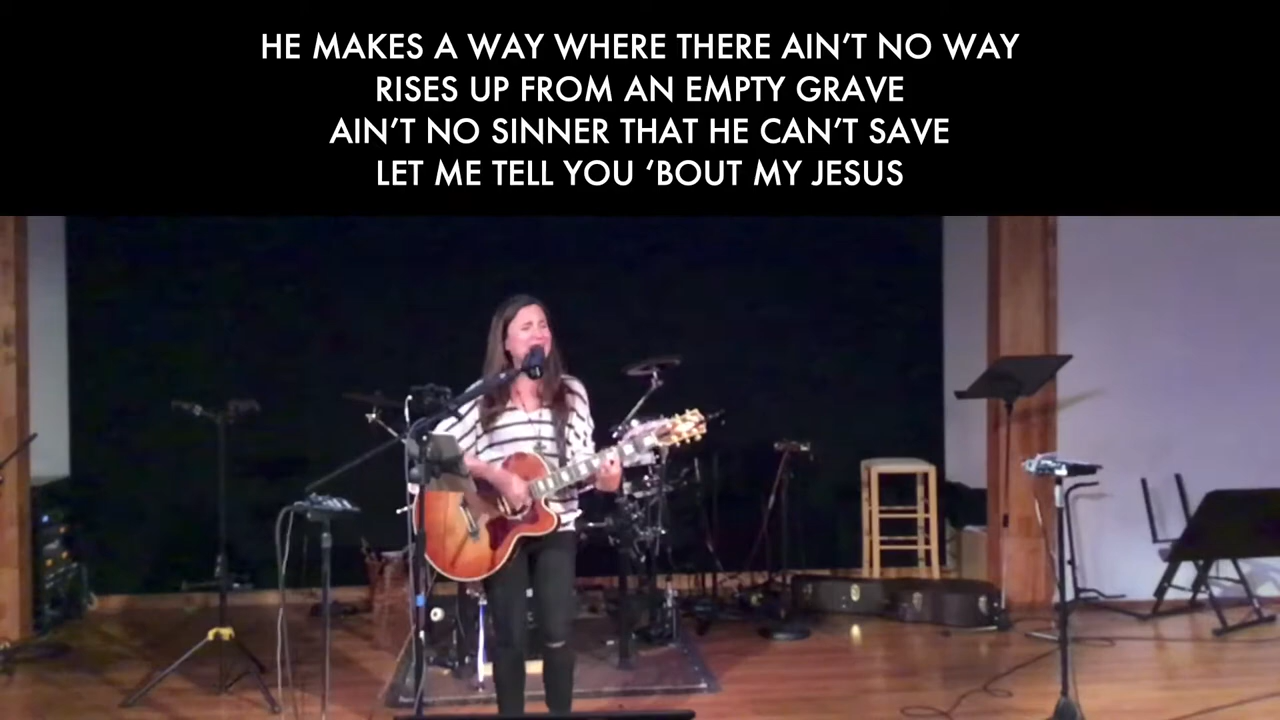 HE MAKES A WAY WHERE THERE AIN’T NO WAY
RISES UP FROM AN EMPTY GRAVE
AIN’T NO SINNER THAT HE CAN’T SAVE
LET ME TELL YOU ‘BOUT MY JESUS